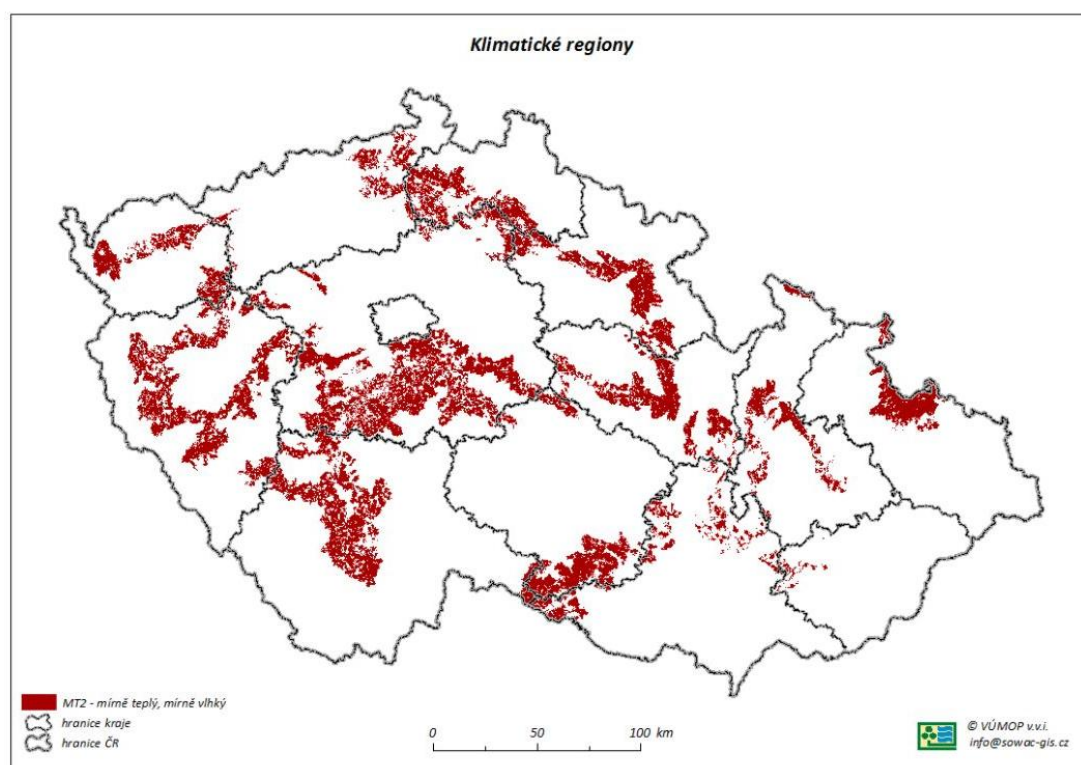 Klimatické regiony
MT2 - mírně teplý, mírně vlhký
hranice kraje
hranice ČR
0 50 100 km
© VÚMOP v.v.i.
info@sowac-gis.cz